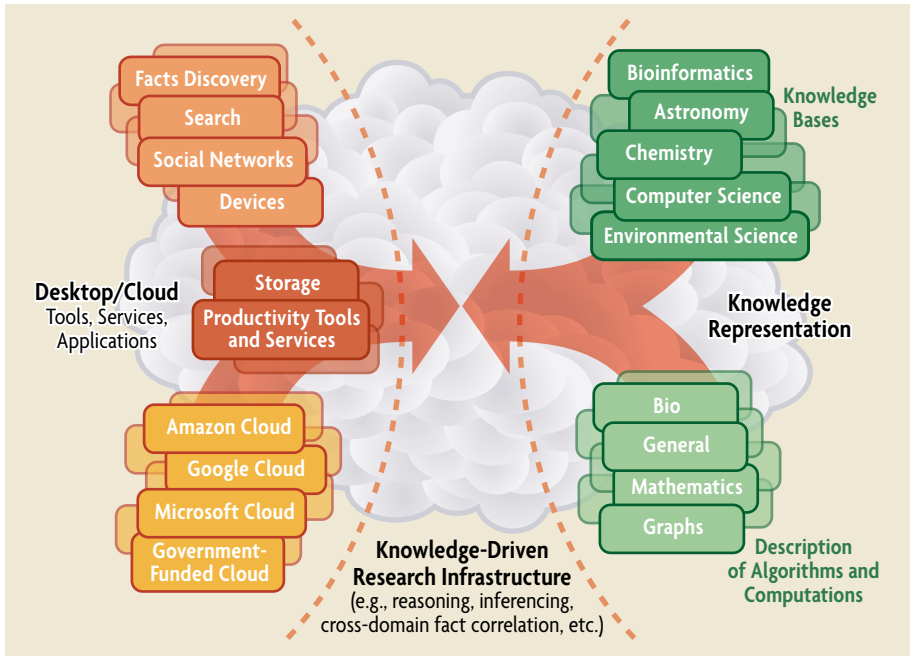 Facts Discovery
Search
Social Networks
Devices
Storage
Productivity Tools
and Services
Desktop/Cloud
Tools, Services,
Applications
Amazon Cloud
Google Cloud
Microsoft Cloud
Government-
Funded Cloud
Knowledge-Driven
Research Infrastructure
(e.g., reasoning, inferencing,
cross-domain fact correlation, etc.)
Bioinformatics
Astronomy
Chemistry
Computer Science
Environmental Science
Knowledge
Bases
Knowledge
Representation
Bio
General
Mathematics
Graphs
Description
of Algorithms and
Computations